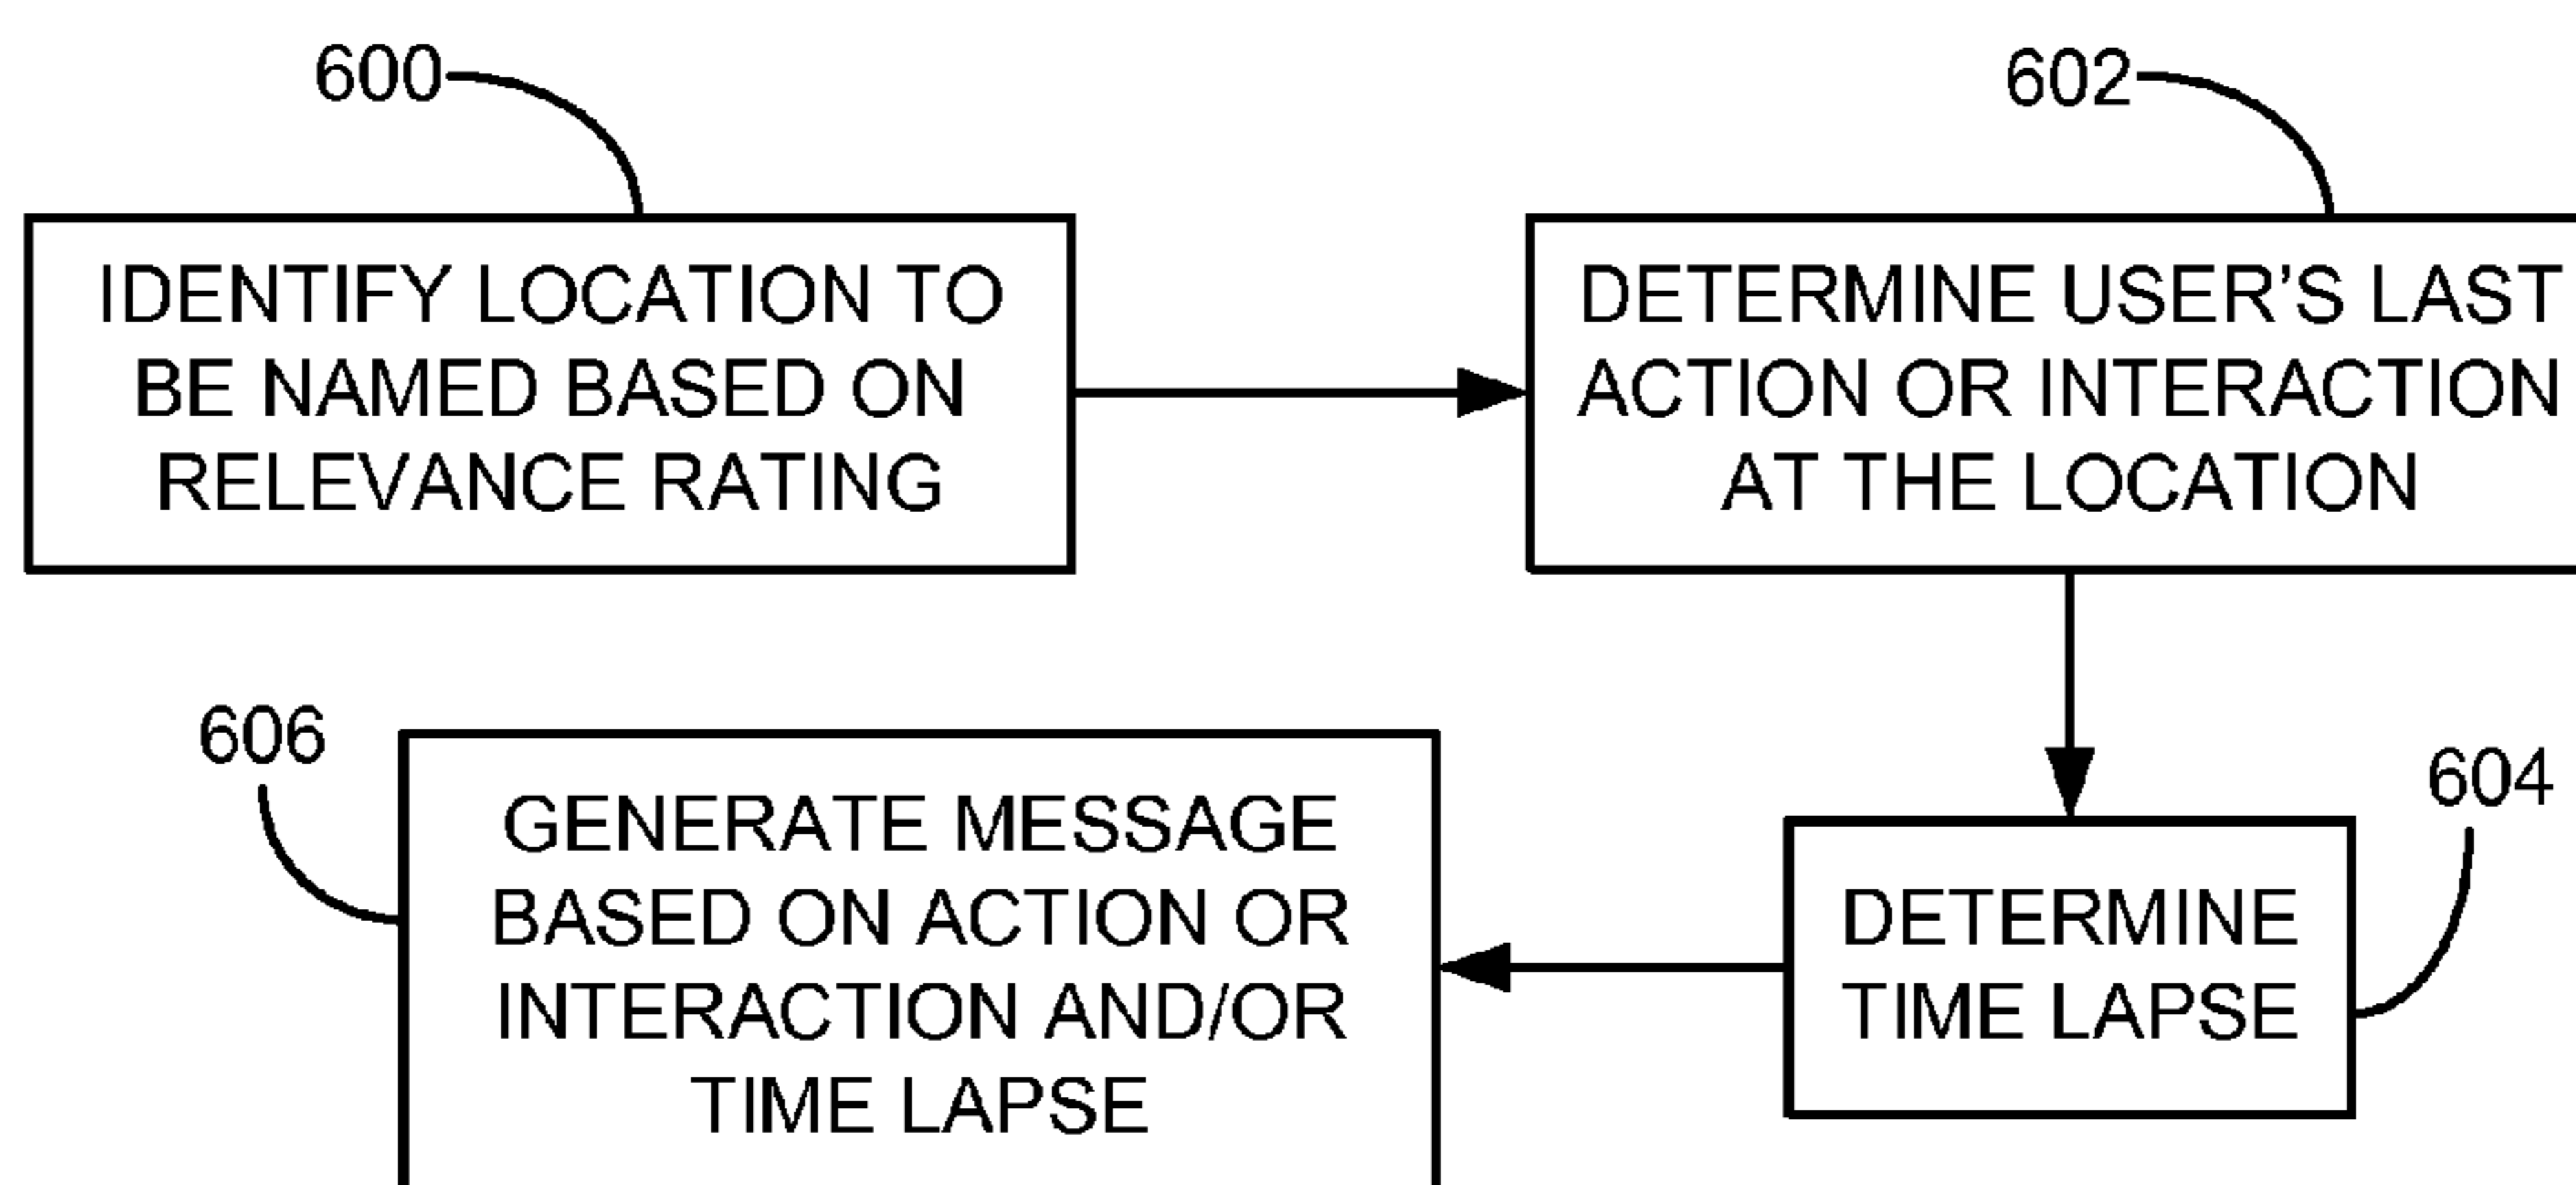 600
IDENTIFY LOCATION TO
BE NAMED BASED ON
RELEVANCE RATING
602
DETERMINE USER’S LAST
ACTION OR INTERACTION
AT THE LOCATION
604
DETERMINE
TIME LAPSE
606
GENERATE MESSAGE
BASED ON ACTION OR
INTERACTION AND/OR
TIME LAPSE